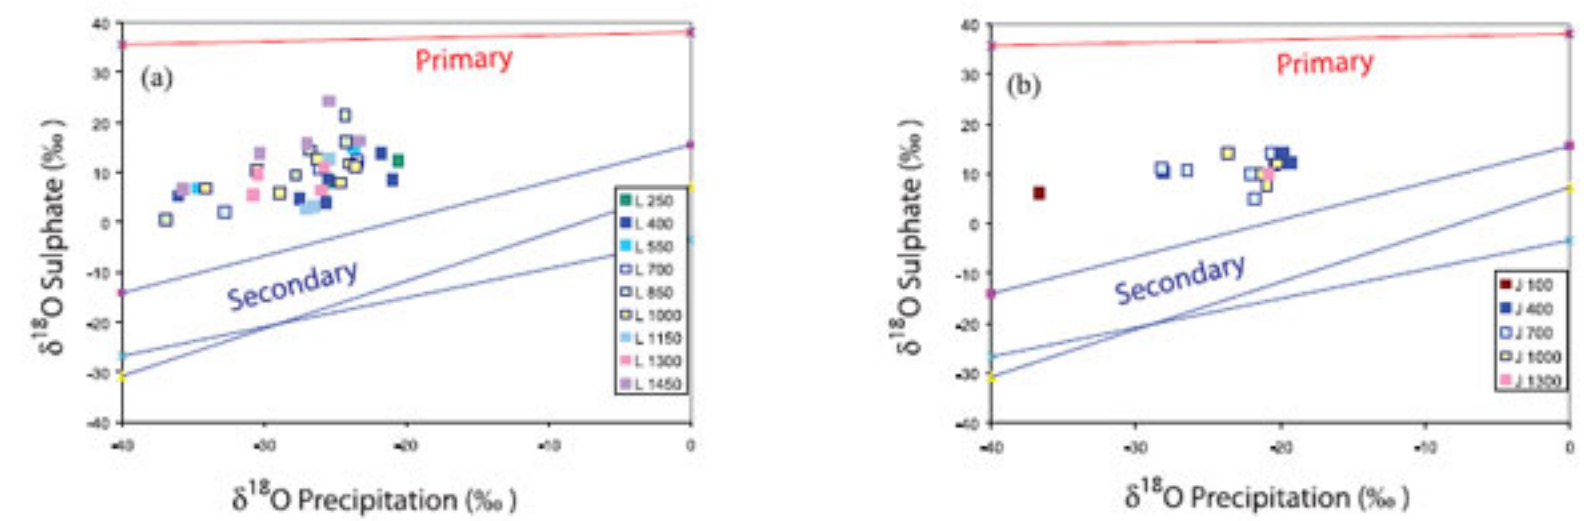 40
30
20
10
0
-10
-20
-30
-40
-40
-30
-20
-10
0
(a)
Primary
Secondary
δ18O Sulphate (‰)
δ18O Precipitation (‰)
L 250
L 400
L 550
L 700
L 850
L 1000
L 1150
L 1300
L 1450
40
30
20
10
0
-10
-20
-30
-40
-40
-30
-20
-10
0
(b)
Primary
Secondary
δ18O Sulphate (‰)
δ18O Precipitation (‰)
J 100
J 400
J 700
J 1000
J 1300